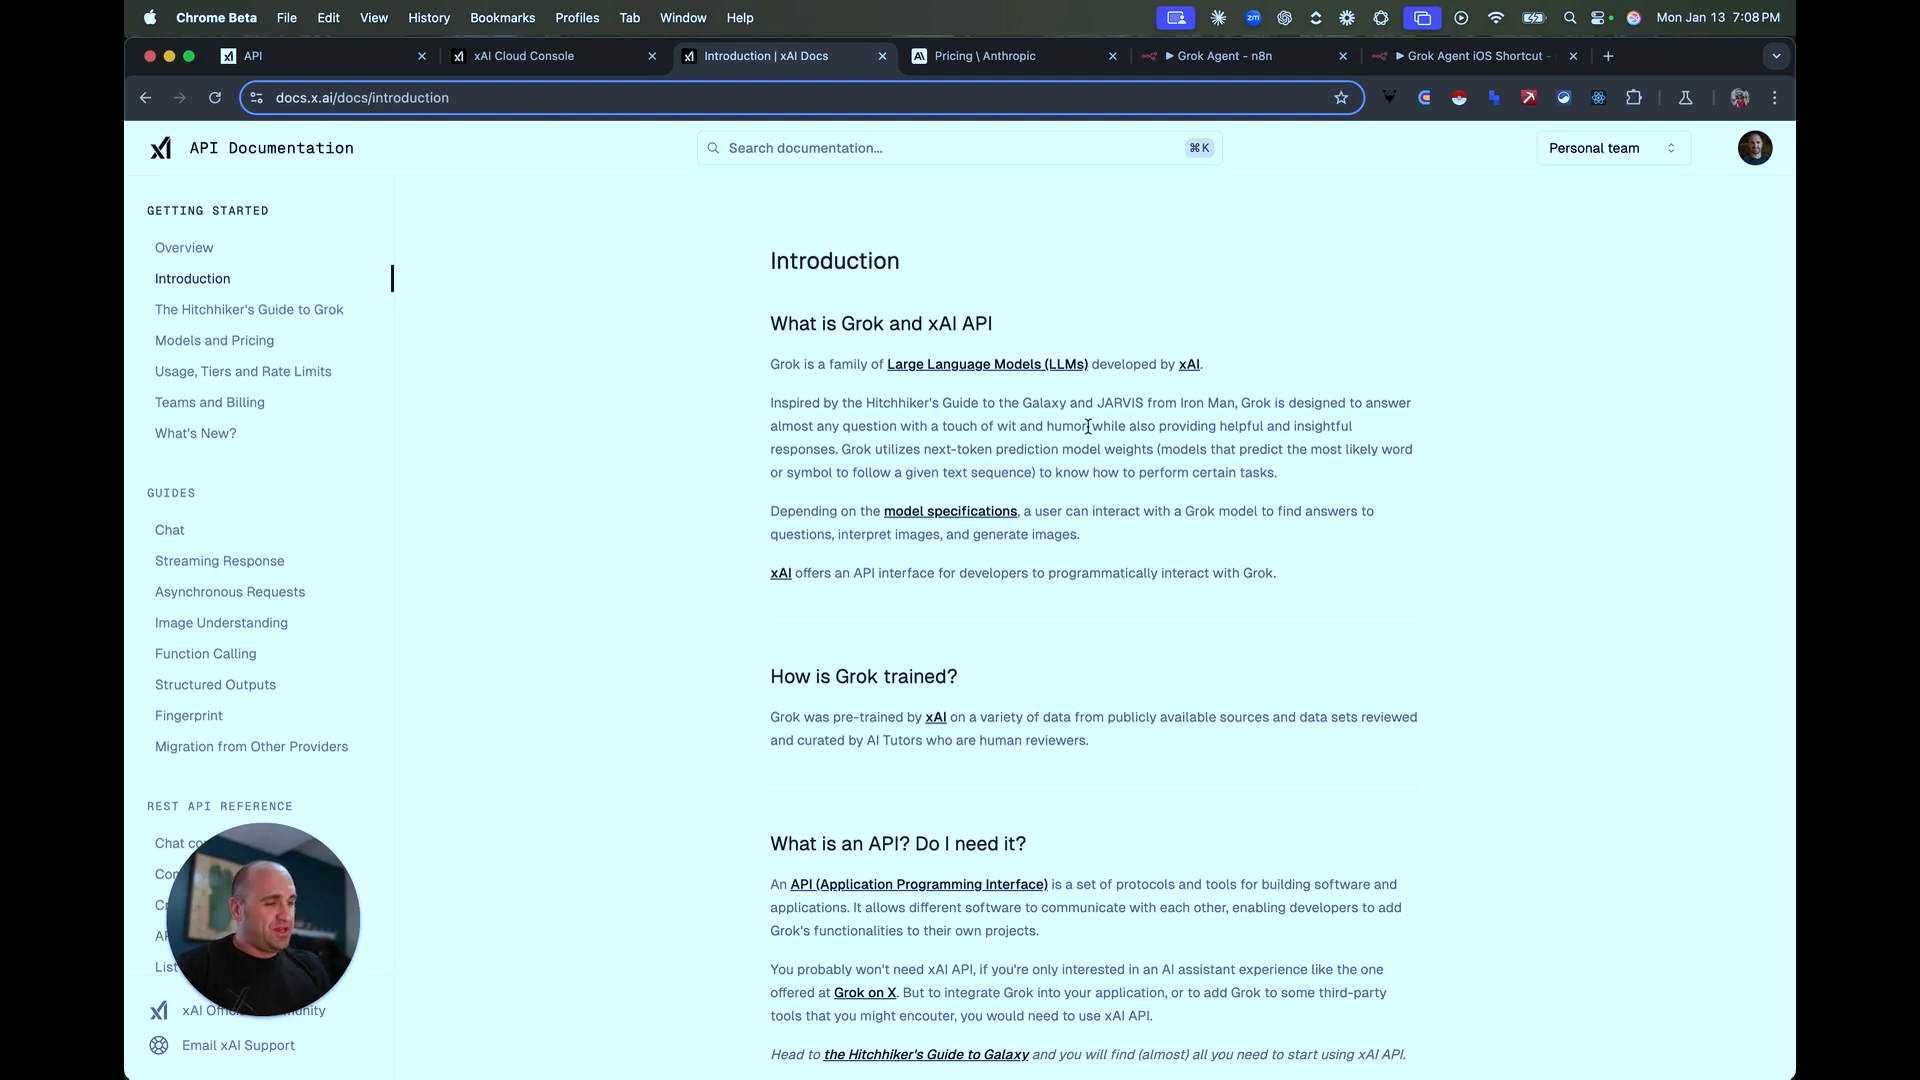 Chrome Beta File Edit View History Bookmarks Profiles Tab Window Help
zm
Mon Jan 13 7:08 PM
API
xAI Cloud Console
Introduction | xAI Docs
Pricing \ Anthropic
Grok Agent - n8n
Grok Agent iOS Shortcut -
docs.x.ai/docs/introduction
API Documentation
Search documentation...
⌘ K
Personal team
GETTING STARTED
Overview
Introduction
The Hitchhiker's Guide to Grok
Models and Pricing
Usage, Tiers and Rate Limits
Teams and Billing
What's New?
GUIDES
Chat
Streaming Response
Asynchronous Requests
Image Understanding
Function Calling
Structured Outputs
Fingerprint
Migration from Other Providers
REST API REFERENCE
Chat
List
xAI
Email xAI Support
Introduction
What is Grok and xAI API
Grok is a family of Large Language Models (LLMs) developed by xAI.
Inspired by the Hitchhiker's Guide to the Galaxy and JARVIS from Iron Man, Grok is designed to answer
almost any question with a touch of wit and humor while also providing helpful and insightful
responses. Grok utilizes next-token prediction model weights (models that predict the most likely word
or symbol to follow a given text sequence) to know how to perform certain tasks.
Depending on the model specifications, a user can interact with a Grok model to find answers to
questions, interpret images, and generate images.
xAI offers an API interface for developers to programmatically interact with Grok.
How is Grok trained?
Grok was pre-trained by xAI on a variety of data from publicly available sources and data sets reviewed
and curated by AI Tutors who are human reviewers.
What is an API? Do I need it?
An API (Application Programming Interface) is a set of protocols and tools for building software and
applications. It allows different software to communicate with each other, enabling developers to add
Grok's functionalities to their own projects.
You probably won't need xAI API, if you're only interested in an AI assistant experience like the one
offered at Grok on X. But to integrate Grok into your application, or to add Grok to some third-party
tools that you might encouter, you would need to use xAI API.
Head to the Hitchhiker's Guide to Galaxy and you will find (almost) all you need to start using xAI API.